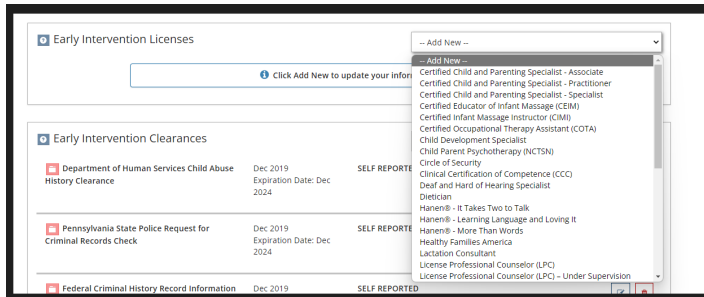 Early Intervention Licenses
-- Add New --
Click Add New to update your infor
-- Add New --
Certified Child and Parenting Specialist - Associate
Certified Child and Parenting Specialist - Practitioner
Certified Child and Parenting Specialist - Specialist
Certified Educator of Infant Massage (CEIM)
Certified Infant Massage Instructor (CIMI)
Certified Occupational Therapy Assistant (COTA)
Child Development Specialist
Child Parent Psychotherapy (NCTSN)
Circle of Security
Clinical Certification of Competence (CCC)
Deaf and Hard of Hearing Specialist
Dietician
Hanen® - It Takes Two to Talk
Hanen® - Learning Language and Loving It
Hanen® - More Than Words
Healthy Families America
Lactation Consultant
License Professional Counselor (LPC)
License Professional Counselor (LPC) – Under Supervision
Early Intervention Clearances
Department of Human Services Child Abuse
History Clearance
Dec 2019
Expiration Date: Dec
2024
SELF REPORTE
Pennsylvania State Police Request for
Criminal Records Check
Dec 2019
Expiration Date: Dec
2024
SELF REPORTE
Federal Criminal History Record Information
Dec 2019
SELF REPORTED